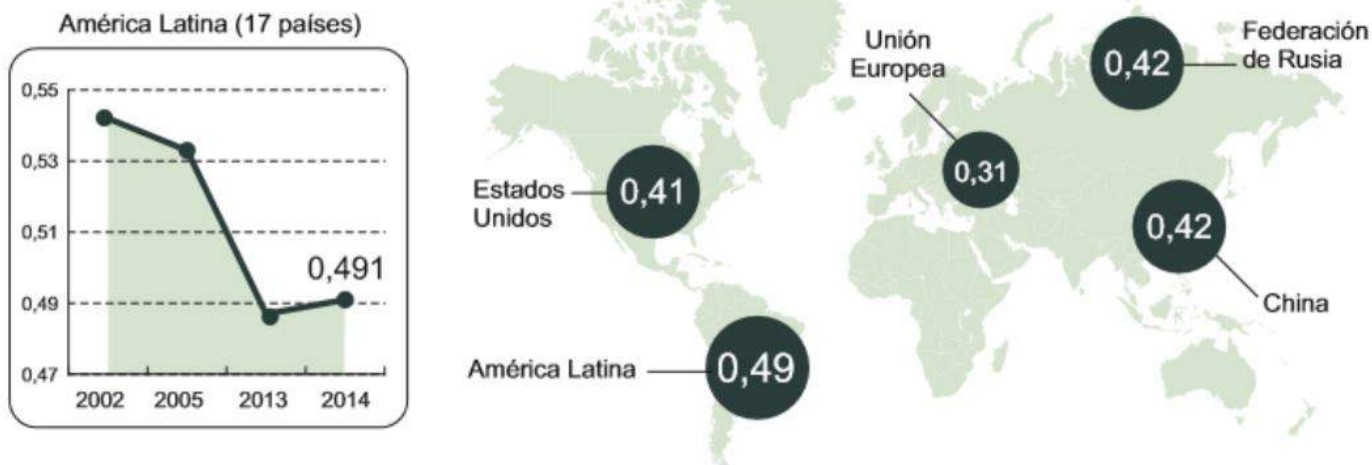 América Latina (17 países)
0,55
0,53
0,51
0,49
0,47
0,491
2002 2005 2013 2014
Estados
Unidos
0,41
América Latina
0,49
Unión
Europea
0,31
Federación
de Rusia
0,42
0,42
China